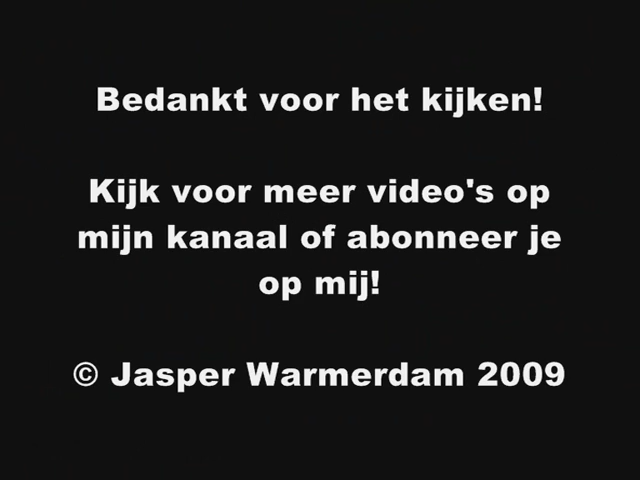 Bedankt voor het kijken!
Kijk voor meer video's op
mijn kanaal of abonneer je
op mij!
© Jasper Warmerdam 2009